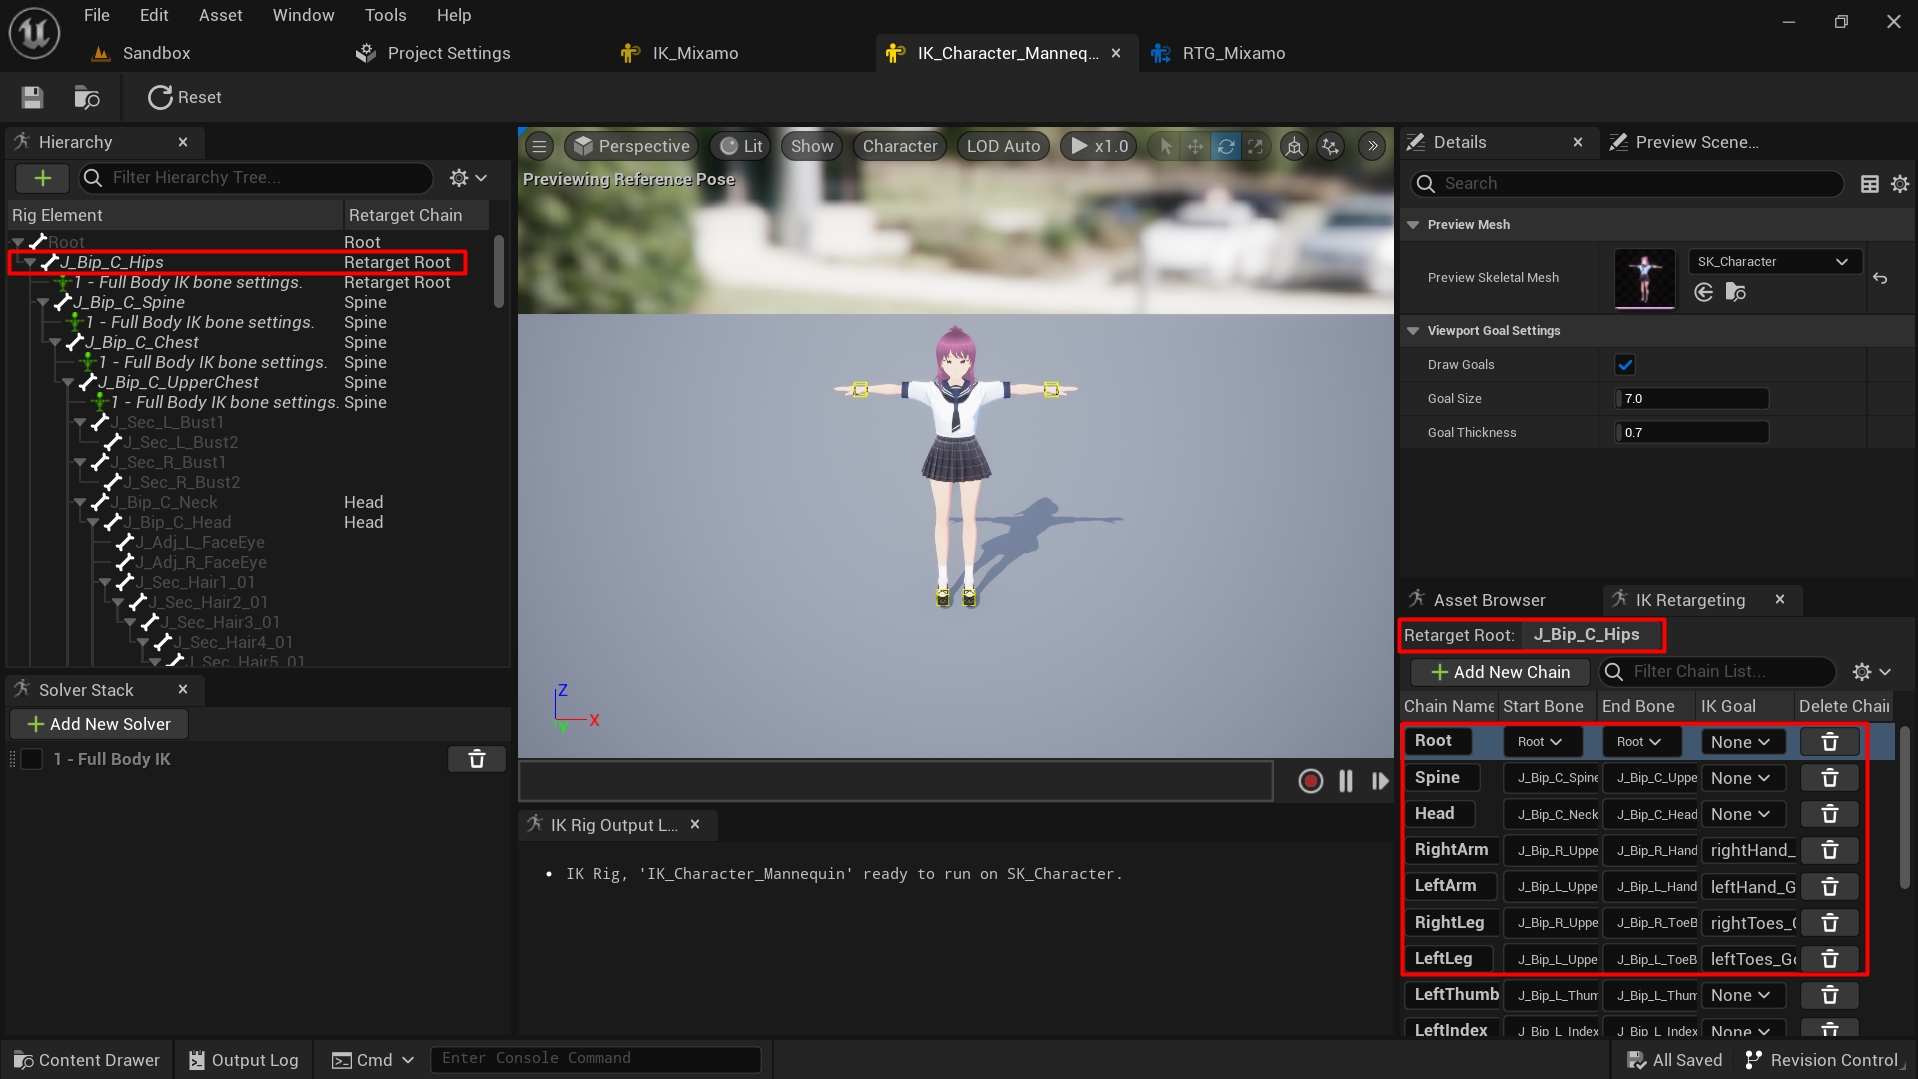 File Edit Asset Window Tools Help
Sandbox Project Settings IK_Mixamo IK_Character_Manneq... RTG_Mixamo
Reset
Hierarchy
Filter Hierarchy Tree...
Rig Element Retarget Chain
Root Root
J_Bip_C_Hips Retarget Root
1 - Full Body IK bone settings. Retarget Root
J_Bip_C_Spine Spine
1 - Full Body IK bone settings. Spine
J_Bip_C_Chest Spine
1 - Full Body IK bone settings. Spine
J_Bip_C_UpperChest Spine
1 - Full Body IK bone settings. Spine
J_Sec_L_Bust1
J_Sec_L_Bust2
J_Sec_R_Bust1
J_Sec_R_Bust2
J_Bip_C_Neck Head
J_Bip_C_Head Head
J_Adj_L_FaceEye
J_Adj_R_FaceEye
J_Sec_Hair1_01
J_Sec_Hair2_01
J_Sec_Hair3_01
J_Sec_Hair4_01
J_Sec_Hair5_01
Solver Stack
Add New Solver
1 - Full Body IK
Perspective Lit Show Character LOD Auto x1.0
Previewing Reference Pose
Z
X
Y
IK Rig Output L...
• IK Rig, 'IK_Character_Mannequin' ready to run on SK_Character.
Details Preview Scene...
Search
Preview Mesh
Preview Skeletal Mesh SK_Character
Viewport Goal Settings
Draw Goals
Goal Size 7.0
Goal Thickness 0.7
Asset Browser IK Retargeting
Retarget Root: J_Bip_C_Hips
Add New Chain Filter Chain List...
Chain Name Start Bone End Bone IK Goal Delete Chai
Root Root Root None
Spine J_Bip_C_Spine J_Bip_C_Uppe None
Head J_Bip_C_Neck J_Bip_C_Head None
RightArm J_Bip_R_Uppe J_Bip_R_Hand rightHand_
LeftArm J_Bip_L_Uppe J_Bip_L_Hand leftHand_G
RightLeg J_Bip_R_Uppe J_Bip_R_ToeB rightToes_
LeftLeg J_Bip_L_Uppe J_Bip_L_ToeB leftToes_G
LeftThumb J_Bip_L_Thum J_Bip_L_Thum None
LeftIndex J_Bip_L_Index J_Bip_L_Index None
Content Drawer Output Log Cmd Enter Console Command All Saved Revision Control